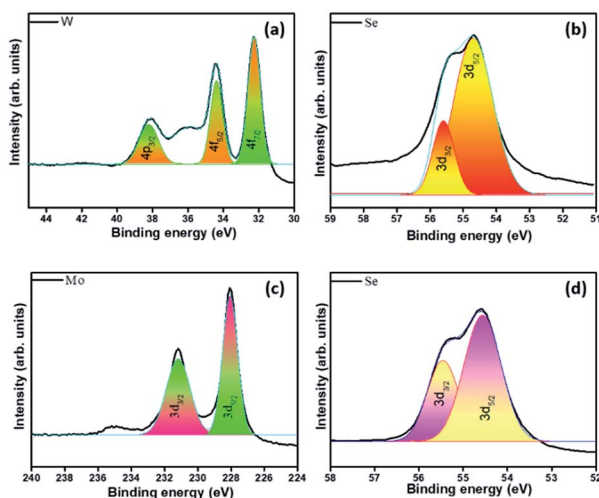 W
(a)
4p3/2
4f5/2
4f7/2
Intensity (arb. units)
44 42 40 38 36 34 32 30
Binding energy (eV)
Se
(b)
3d5/2
3d3/2
Intensity (arb. units)
59 58 57 56 55 54 53 52 51
Binding energy (eV)
Mo
(c)
3d3/2
3d5/2
Intensity (arb. units)
240 236 232 230 228 226 224
Binding energy (eV)
Se
(d)
3d3/2
3d5/2
Intensity (arb. units)
58 57 56 55 54 53 52
Binding energy (eV)